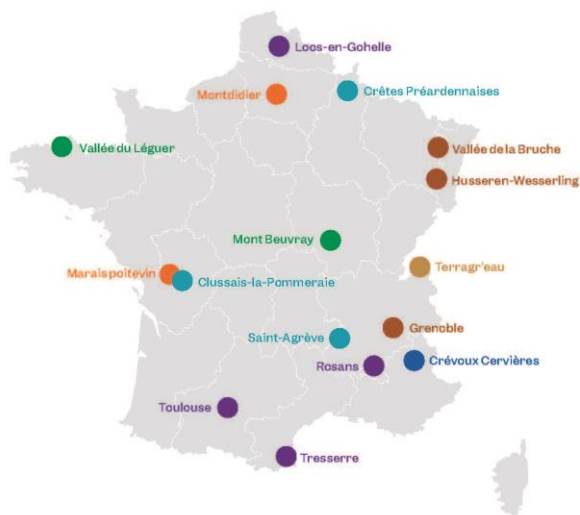 Loos-en-Gohelle
Montdidier
Crêtes Préardennaises
Vallée du Léguer
Vallée de la Bruche
Husseren-Wesserling
Mont Beuvray
Terragr'eau
Marais poitevin
Clussais-la-Pommeraie
Grenoble
Saint-Agrève
Crévoux Cervières
Rosans
Toulouse
Tresserre